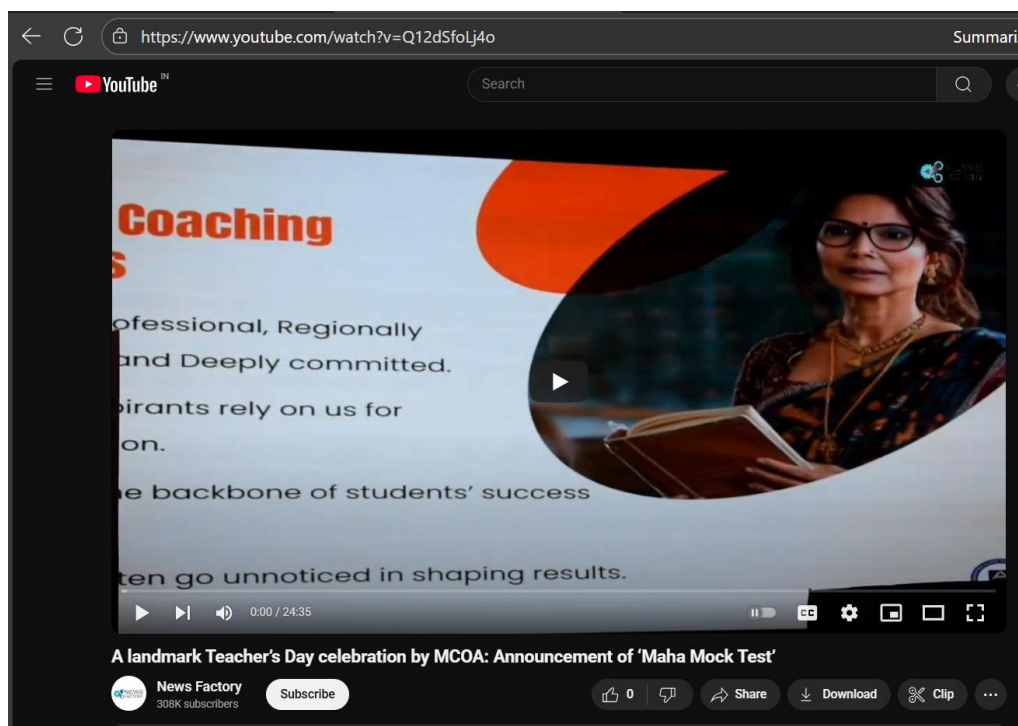 https://www.youtube.com/watch?v=Q12dSfoLj4o
Summari
YouTube IN
Search
Coaching
s
ofessional, Regionally
and Deeply committed.
pirants rely on us for
on.
e backbone of students’ success
ten go unnoticed in shaping results.
0:00 / 24:35
CC
A landmark Teacher’s Day celebration by MCOA: Announcement of ‘Maha Mock Test’
News Factory
308K subscribers
Subscribe
0
Share
Download
Clip